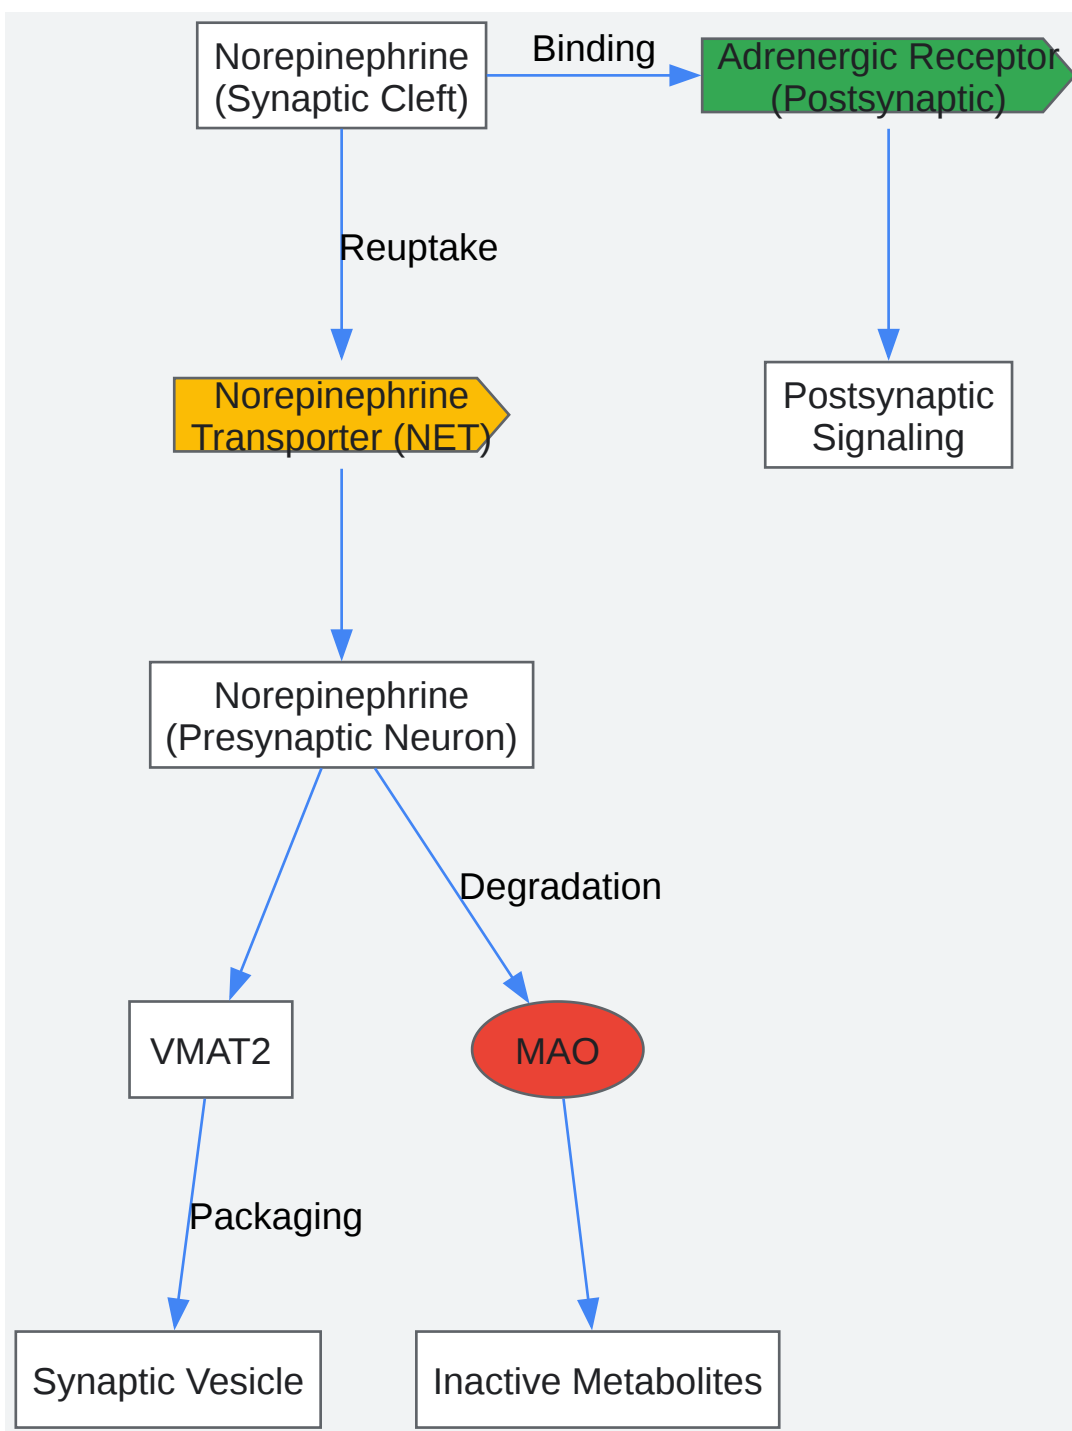 Norepinephrine
(Synaptic Cleft)
Binding
Adrenergic Receptor
(Postsynaptic)
Reuptake
Norepinephrine
Transporter (NET)
Postsynaptic
Signaling
Norepinephrine
(Presynaptic Neuron)
Degradation
VMAT2
MAO
Packaging
Synaptic Vesicle
Inactive Metabolites